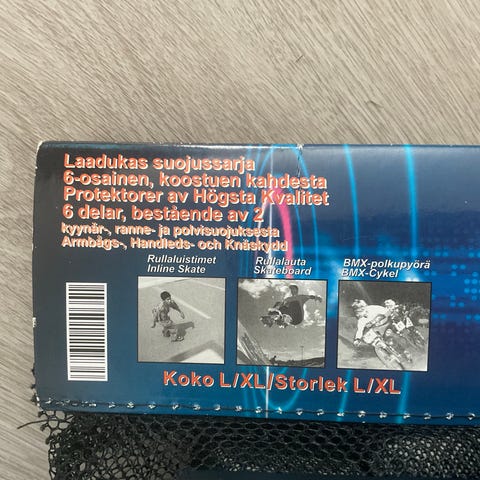 Laadukas suojussarja
6-osainen, koostuen kahdesta
Protektorer av Högsta Kvalitet
6 delar, bestående av 2
kyynär-, ranne- ja polvisuojuksesta
Armbågs-, Handleds- och Knäskydd
Rullaluistimet
Inline Skate
Rullalauta
Skateboard
BMX-polkupyörä
BMX-Cykel
Koko L/XL/Storlek L/XL